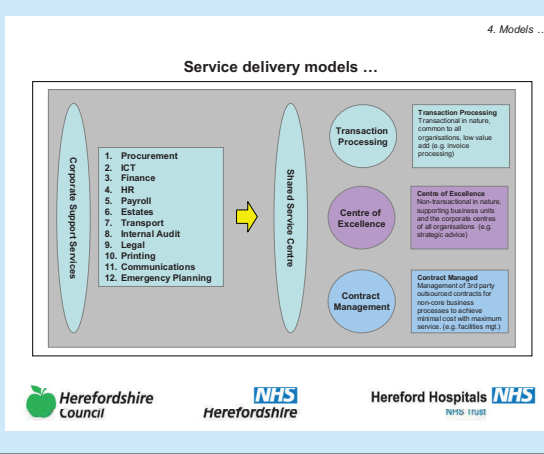 4. Models ...
Service delivery models ...
Corporate Support Services
1. Procurement
2. ICT
3. Finance
4. HR
5. Payroll
6. Estates
7. Transport
8. Internal Audit
9. Legal
10. Printing
11. Communications
12. Emergency Planning
Shared Service Centre
Transaction
Processing
Transaction Processing
Transactional in nature,
common to all
organisations, low value
add (e.g. invoice
processing)
Centre of
Excellence
Centre of Excellence
Non-transactional in nature,
supporting business units
and the corporate centres
of all organisations (e.g.
strategic advice)
Contract
Management
Contract Managed
Management of 3rd party
outsourced contracts for
non-core business
processes to achieve
minimal cost with maximum
service. (e.g. facilities mgt.)
Herefordshire
Council
NHS
Herefordshire
Hereford Hospitals NHS
NHS Trust